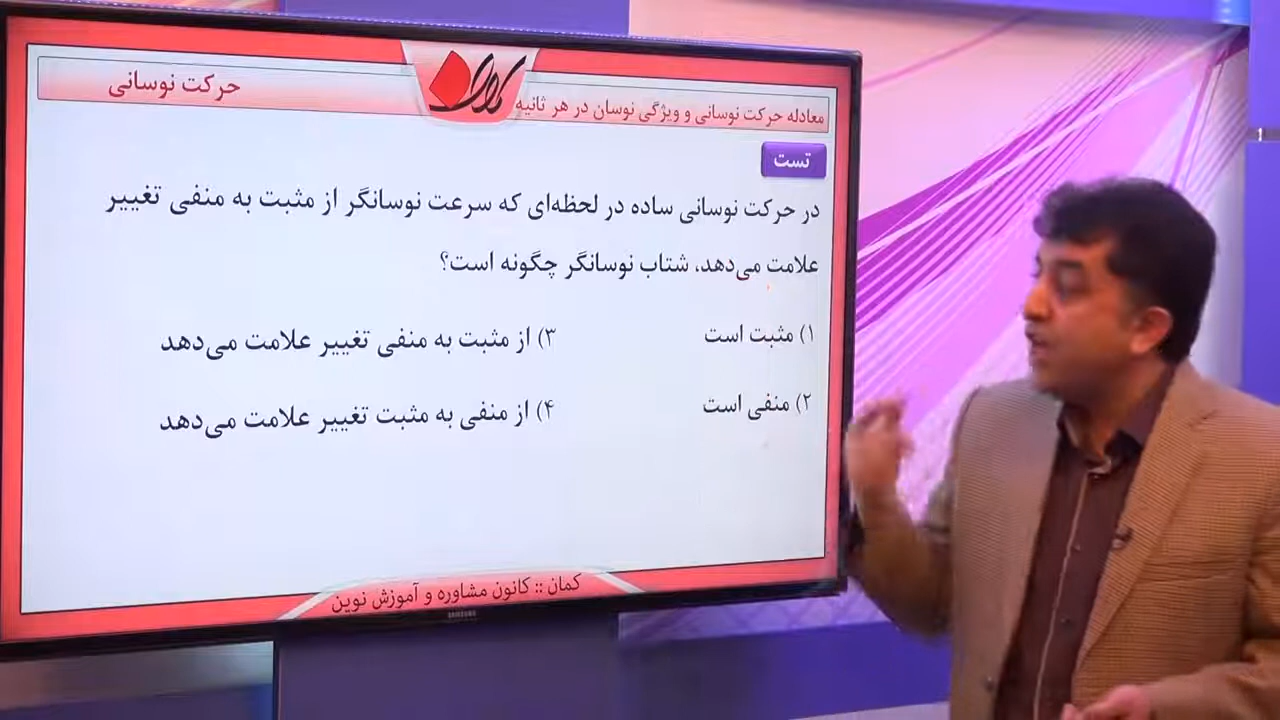 حرکت نوسانی
کمان
معادله حرکت نوسانی و ویژگی نوسان در هر ثانیه
تست
در حرکت نوسانی ساده در لحظه‌ای که سرعت نوسانگر از مثبت به منفی تغییر
علامت می‌دهد، شتاب نوسانگر چگونه است؟
۱) مثبت است
۲) منفی است
۳) از مثبت به منفی تغییر علامت می‌دهد
۴) از منفی به مثبت تغییر علامت می‌دهد
کمان :: کانون مشاوره و آموزش نوین
SAMSUNG